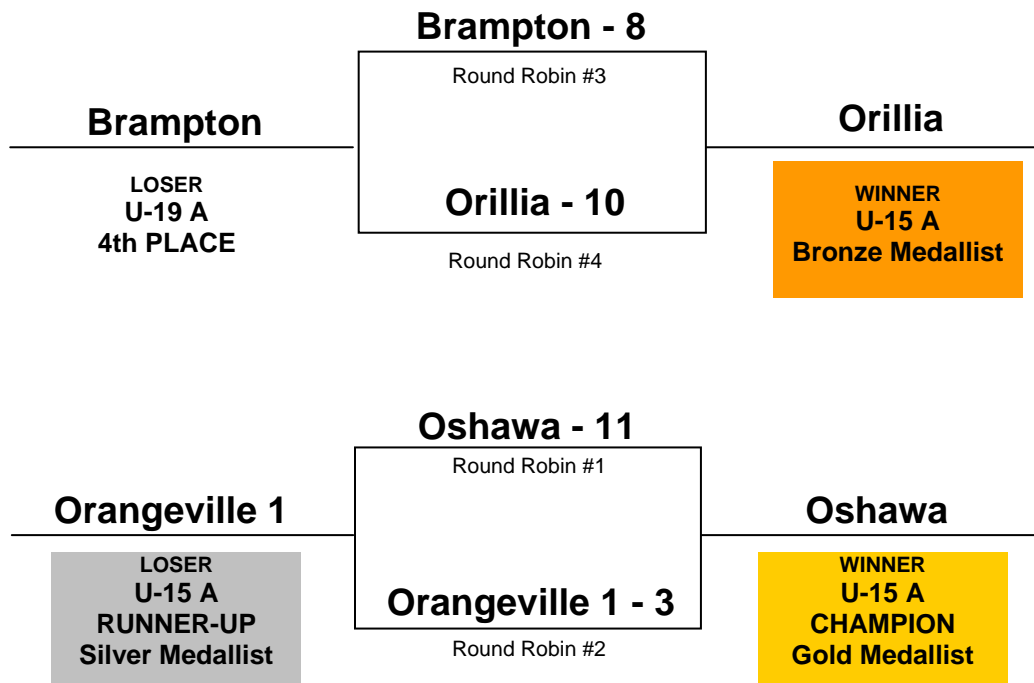 Brampton - 8
Round Robin #3
Brampton
Orillia
LOSER
U-19 A
4th PLACE
Orillia - 10
Round Robin #4
WINNER
U-15 A
Bronze Medallist
Oshawa - 11
Round Robin #1
Orangeville 1
Oshawa
LOSER
U-15 A
RUNNER-UP
Silver Medallist
Orangeville 1 - 3
Round Robin #2
WINNER
U-15 A
CHAMPION
Gold Medallist